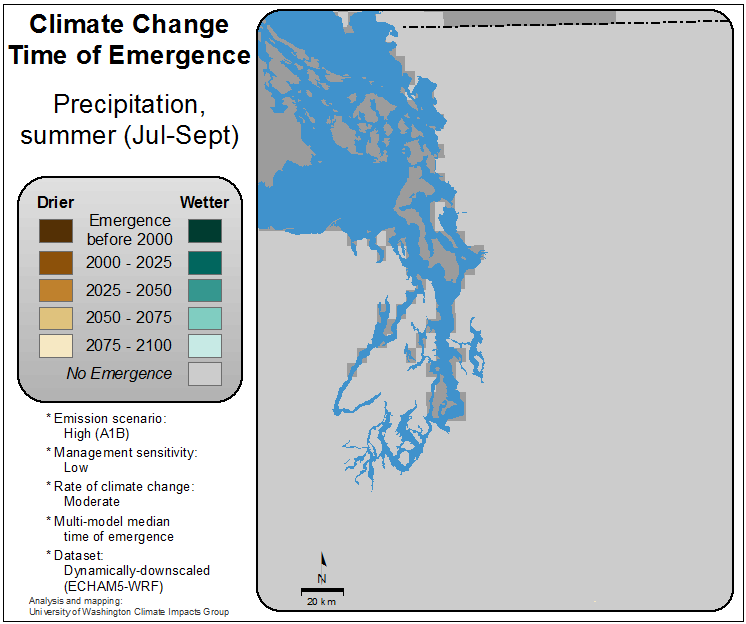 Climate Change
Time of Emergence
Precipitation,
summer (Jul-Sept)
Drier Wetter
Emergence
before 2000
2000 - 2025
2025 - 2050
2050 - 2075
2075 - 2100
No Emergence
* Emission scenario:
High (A1B)
* Management sensitivity:
Low
* Rate of climate change:
Moderate
* Multi-model median
time of emergence
* Dataset:
Dynamically-downscaled
(ECHAM5-WRF)
Analysis and mapping:
University of Washington Climate Impacts Group
N
20 km